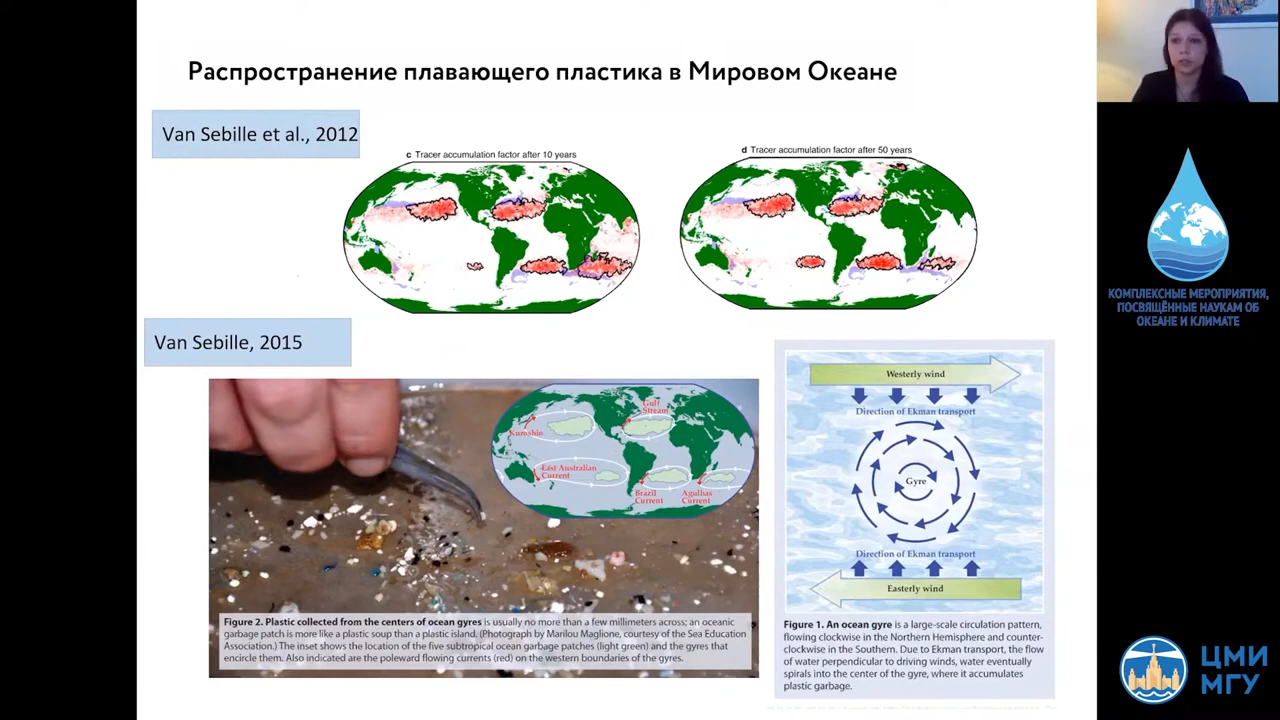 Распространение плавающего пластика в Мировом Океане
Van Sebille et al., 2012
c Tracer accumulation factor after 10 years
d Tracer accumulation factor after 50 years
КОМПЛЕКСНЫЕ МЕРОПРИЯТИЯ,
ПОСВЯЩЁННЫЕ НАУКАМ ОБ
ОКЕАНЕ И КЛИМАТЕ
Van Sebille, 2015
Gulf
Stream
Kuroshio
East Australian
Current
Brazil
Current
Agulhas
Current
Figure 2. Plastic collected from the centers of ocean gyres is usually no more than a few millimeters across; an oceanic
garbage patch is more like a plastic soup than a plastic island. (Photograph by Marilou Maglione, courtesy of the Sea Education
Association.) The inset shows the location of the five subtropical ocean garbage patches (light green) and the gyres that
encircle them. Also indicated are the poleward flowing currents (red) on the western boundaries of the gyres.
Westerly wind
Direction of Ekman transport
Gyre
Direction of Ekman transport
Easterly wind
Figure 1. An ocean gyre is a large-scale circulation pattern,
flowing clockwise in the Northern Hemisphere and counter-
clockwise in the Southern. Due to Ekman transport, the flow
of water perpendicular to driving winds, water eventually
spirals into the center of the gyre, where it accumulates
plastic garbage.
ЦМИ
МГУ